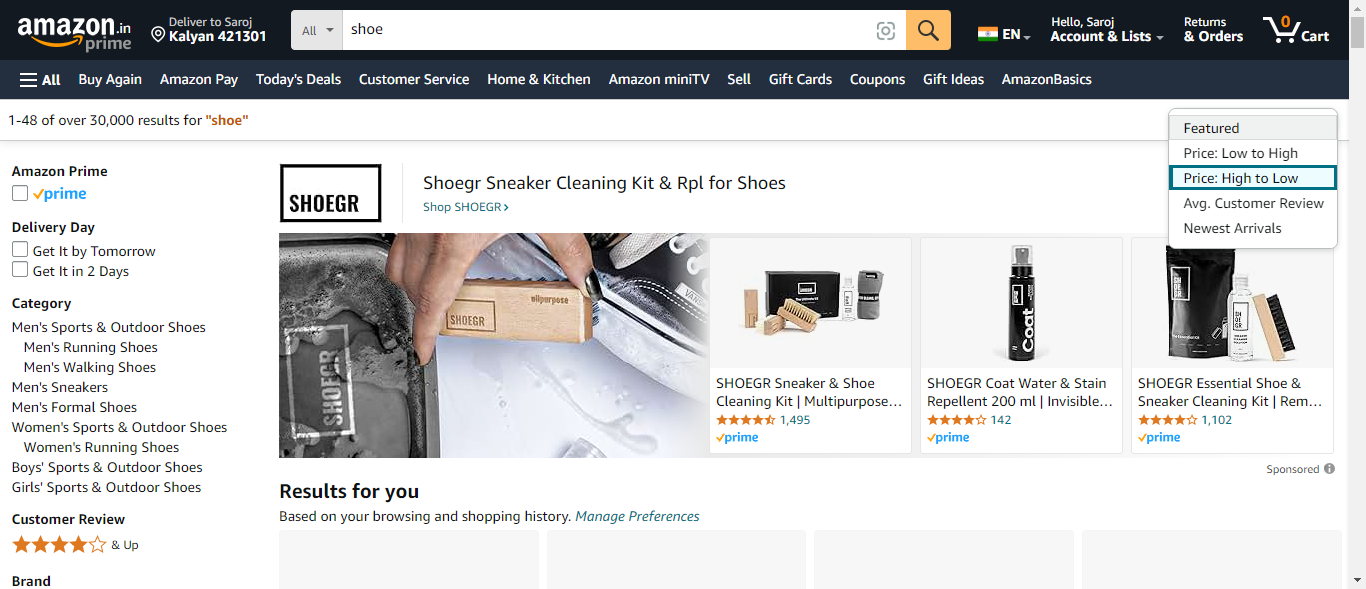 amazon.in
prime
Deliver to Saroj
Kalyan 421301
All
shoe
EN
Hello, Saroj
Account & Lists
Returns
& Orders
0
Cart
All
Buy Again
Amazon Pay
Today's Deals
Customer Service
Home & Kitchen
Amazon miniTV
Sell
Gift Cards
Coupons
Gift Ideas
AmazonBasics
1-48 of over 30,000 results for "shoe"
Featured
Price: Low to High
Price: High to Low
Avg. Customer Review
Newest Arrivals
Amazon Prime
prime
Delivery Day
Get It by Tomorrow
Get It in 2 Days
Category
Men's Sports & Outdoor Shoes
Men's Running Shoes
Men's Walking Shoes
Men's Sneakers
Men's Formal Shoes
Women's Sports & Outdoor Shoes
Women's Running Shoes
Boys' Sports & Outdoor Shoes
Girls' Sports & Outdoor Shoes
Customer Review
& Up
Brand
SHOEGR
Shoegr Sneaker Cleaning Kit & Rpl for Shoes
Shop SHOEGR
SHOEGR
SHOEGR
allpurpose
VANS
SHOEGR Sneaker & Shoe
Cleaning Kit | Multipurpose…
1,495
prime
Coat
SHOEGR Coat Water & Stain
Repellent 200 ml | Invisible…
142
prime
SHOEGR
SHOEGR
SHOEGR Essential Shoe &
Sneaker Cleaning Kit | Rem…
1,102
prime
Sponsored
Results for you
Based on your browsing and shopping history. Manage Preferences